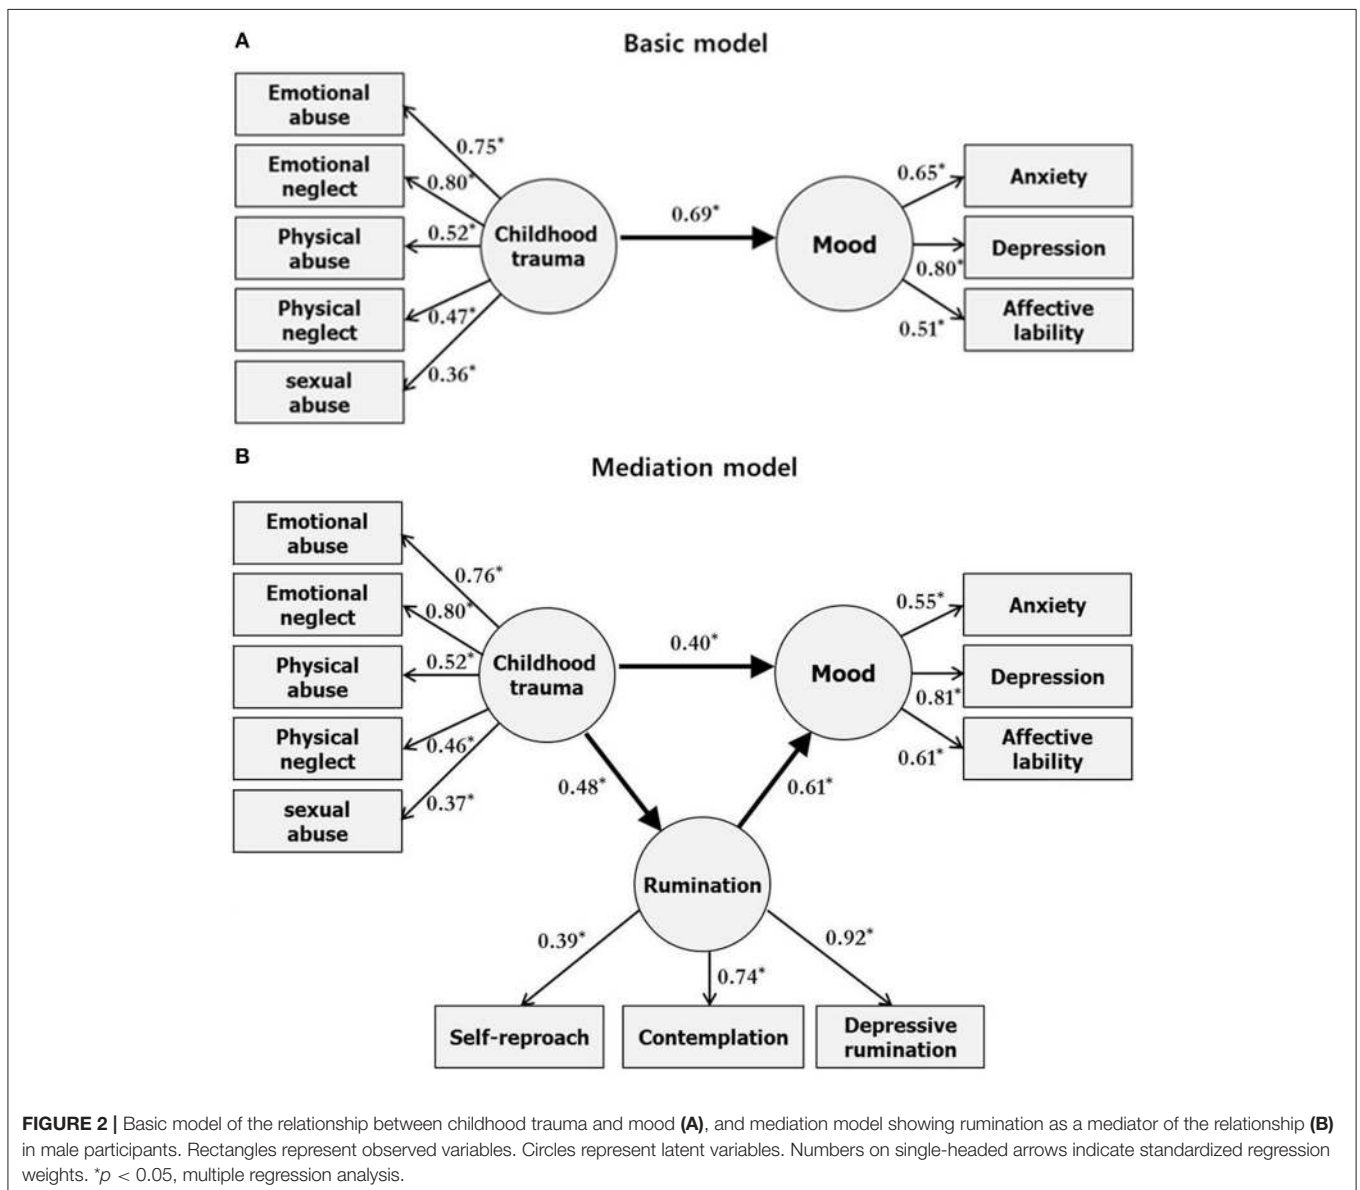 A
Basic model
Emotional
abuse
0.75*
Emotional
neglect
0.80*
Physical
abuse
0.52*
Physical
neglect
0.47*
sexual
abuse
0.36*
Childhood
trauma
0.69*
Mood
0.65*
Anxiety
0.80*
Depression
0.51*
Affective
lability
B
Mediation model
Emotional
abuse
0.76*
Emotional
neglect
0.80*
Physical
abuse
0.52*
Physical
neglect
0.46*
sexual
abuse
0.37*
Childhood
trauma
0.40*
Mood
0.55*
Anxiety
0.81*
Depression
0.61*
Affective
lability
0.48*
0.61*
Rumination
0.39*
0.74*
0.92*
Self-reproach
Contemplation
Depressive
rumination
FIGURE 2 | Basic model of the relationship between childhood trauma and mood (A), and mediation model showing rumination as a mediator of the relationship (B)
in male participants. Rectangles represent observed variables. Circles represent latent variables. Numbers on single-headed arrows indicate standardized regression
weights. *p < 0.05, multiple regression analysis.